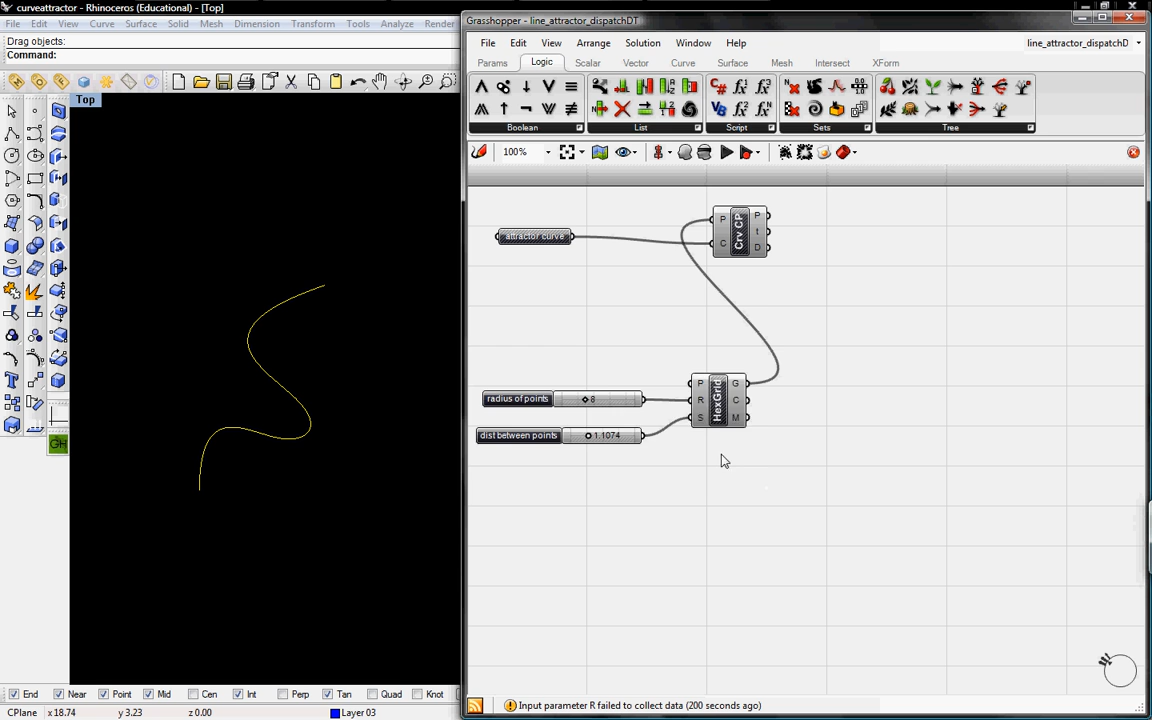 curveattractor - Rhinoceros (Educational) - [Top]
File Edit View Curve Surface Solid Mesh Dimension Transform Tools Analyze Render
Drag objects:
Command:
Top
GH
End Near Point Mid Cen Int Perp Tan Quad Knot
CPlane x 18.74 y 3.23 z 0.00 Layer 03
Grasshopper - line_attractor_dispatchDT
File Edit View Arrange Solution Window Help line_attractor_dispatchD
Params Logic Scalar Vector Curve Surface Mesh Intersect XForm
Boolean List Script Sets Tree
100%
attractor curve
P C Crv CP P t D
radius of points 8
dist between points 1.1074
P R S HexGrid G C M
Input parameter R failed to collect data (200 seconds ago)